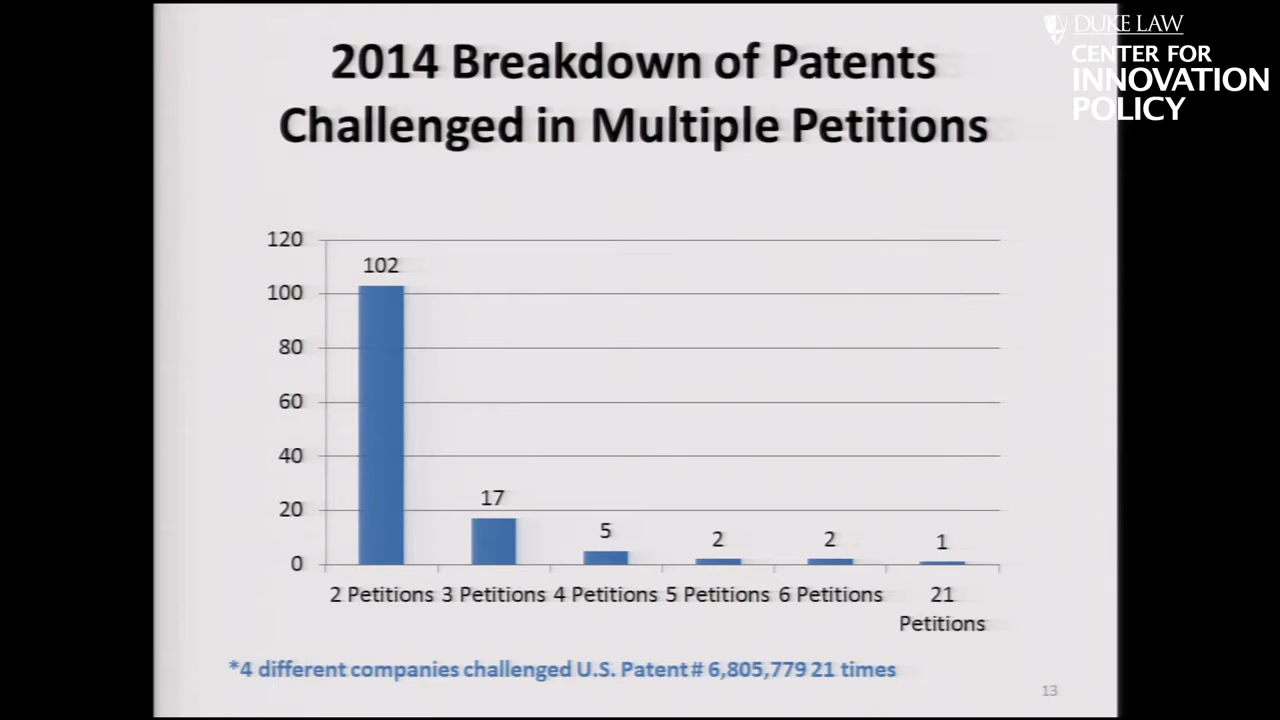 DUKE LAW
CENTER FOR
INNOVATION
POLICY
2014 Breakdown of Patents
Challenged in Multiple Petitions
120
100
80
60
40
20
0
102
17
5
2
2
1
2 Petitions 3 Petitions 4 Petitions 5 Petitions 6 Petitions 21
Petitions
*4 different companies challenged U.S. Patent # 6,805,779 21 times
13